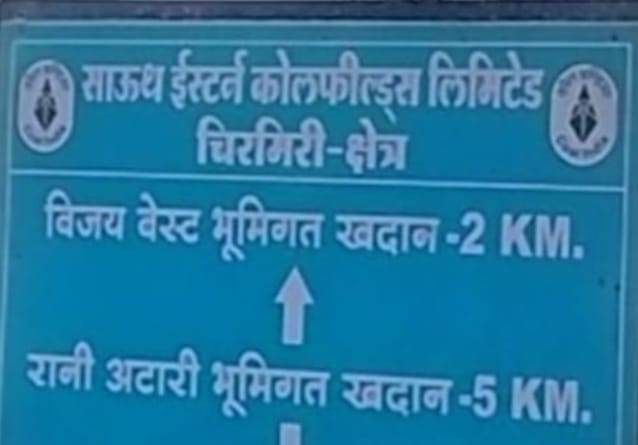 साऊथ ईस्टर्न कोलफील्ड्स लिमिटेड
चिरमिरी-क्षेत्र
विजय वेस्ट भूमिगत खदान -2 KM.
रानी अटारी भूमिगत खदान -5 KM.